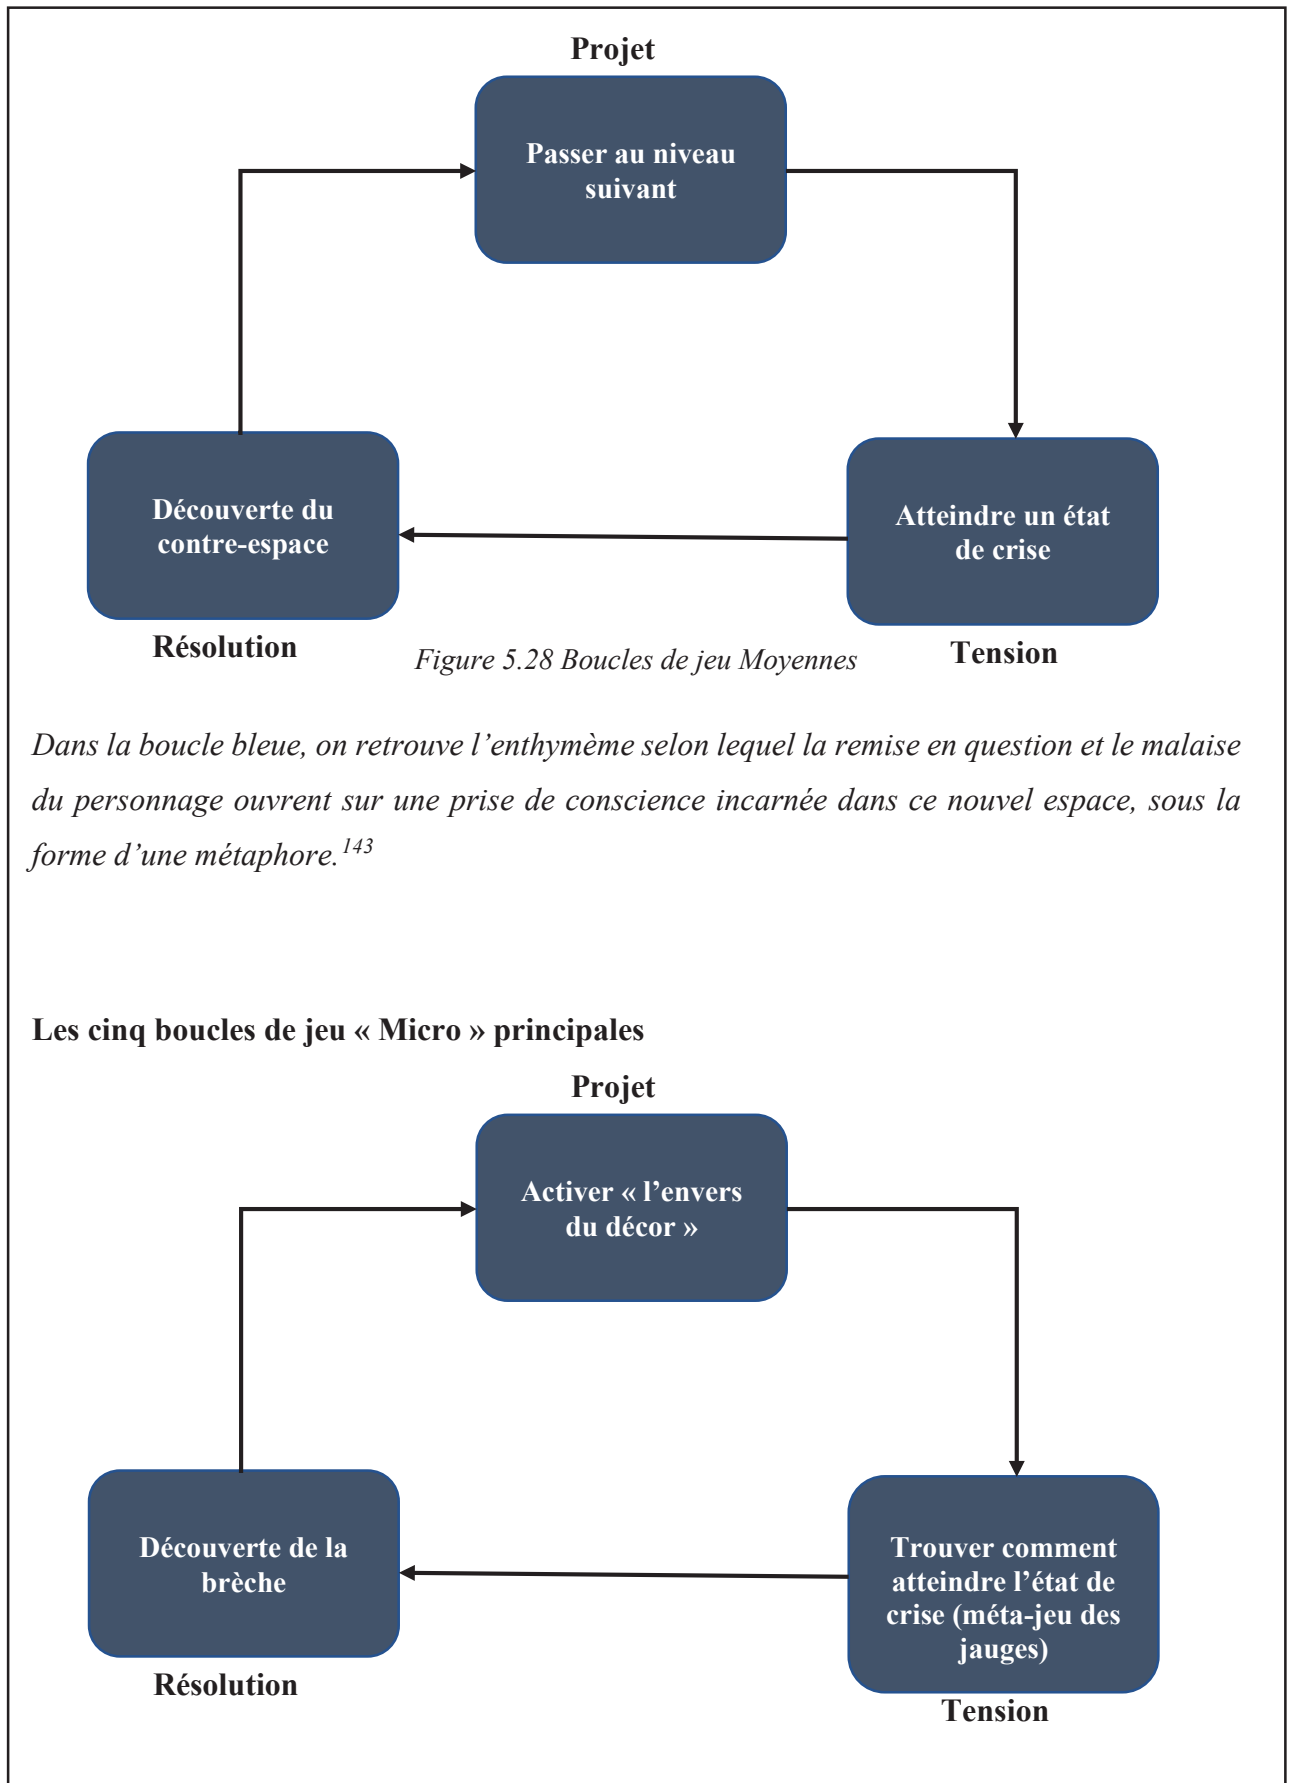 Projet
Passer au niveau
suivant
Découverte du
contre-espace
Atteindre un état
de crise
Résolution
Figure 5.28 Boucles de jeu Moyennes
Tension
Dans la boucle bleue, on retrouve l’enthymème selon lequel la remise en question et le malaise
du personnage ouvrent sur une prise de conscience incarnée dans ce nouvel espace, sous la
forme d’une métaphore.143
Les cinq boucles de jeu « Micro » principales
Projet
Activer « l’envers
du décor »
Découverte de la
brèche
Trouver comment
atteindre l’état de
crise (méta-jeu des
jauges)
Résolution
Tension